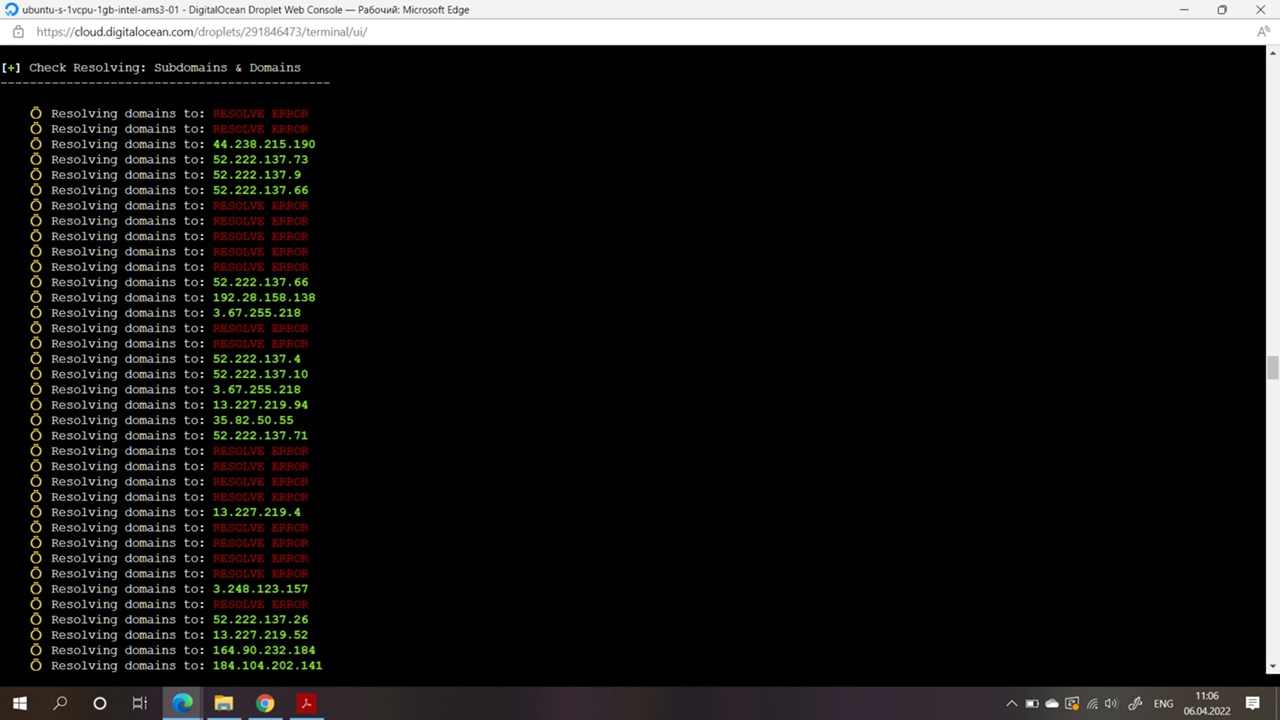 ubuntu-s-1vcpu-1gb-intel-ams3-01 - DigitalOcean Droplet Web Console — Рабочий: Microsoft Edge
https://cloud.digitalocean.com/droplets/291846473/terminal/ui/
[+] Check Resolving: Subdomains & Domains
---------------------------------------------
Resolving domains to: RESOLVE ERROR
Resolving domains to: RESOLVE ERROR
Resolving domains to: 44.238.215.190
Resolving domains to: 52.222.137.73
Resolving domains to: 52.222.137.9
Resolving domains to: 52.222.137.66
Resolving domains to: RESOLVE ERROR
Resolving domains to: RESOLVE ERROR
Resolving domains to: RESOLVE ERROR
Resolving domains to: RESOLVE ERROR
Resolving domains to: RESOLVE ERROR
Resolving domains to: 52.222.137.66
Resolving domains to: 192.28.158.138
Resolving domains to: 3.67.255.218
Resolving domains to: RESOLVE ERROR
Resolving domains to: RESOLVE ERROR
Resolving domains to: 52.222.137.4
Resolving domains to: 52.222.137.10
Resolving domains to: 3.67.255.218
Resolving domains to: 13.227.219.94
Resolving domains to: 35.82.50.55
Resolving domains to: 52.222.137.71
Resolving domains to: RESOLVE ERROR
Resolving domains to: RESOLVE ERROR
Resolving domains to: RESOLVE ERROR
Resolving domains to: RESOLVE ERROR
Resolving domains to: 13.227.219.4
Resolving domains to: RESOLVE ERROR
Resolving domains to: RESOLVE ERROR
Resolving domains to: RESOLVE ERROR
Resolving domains to: RESOLVE ERROR
Resolving domains to: 3.248.123.157
Resolving domains to: RESOLVE ERROR
Resolving domains to: 52.222.137.26
Resolving domains to: 13.227.219.52
Resolving domains to: 164.90.232.184
Resolving domains to: 184.104.202.141
ENG
11:06
06.04.2022